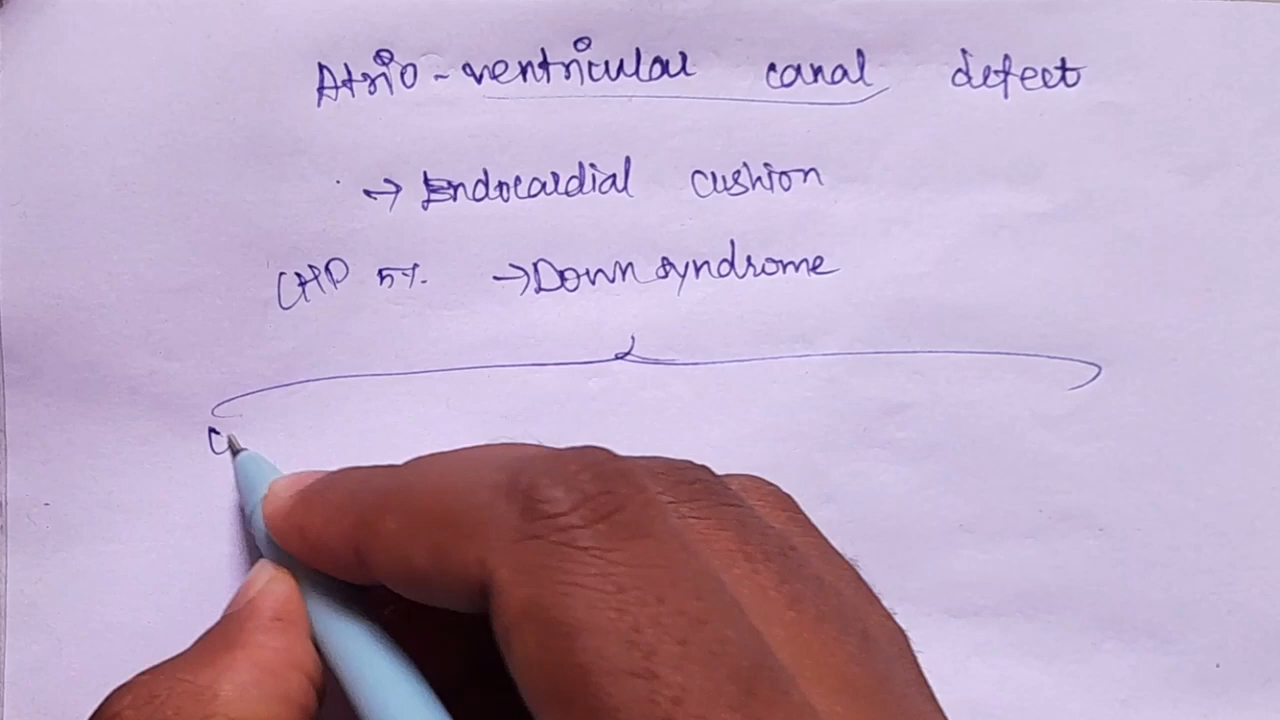 Atrio-ventricular canal defect
→ Endocardial cushion
CHD 5% → Down syndrome
C